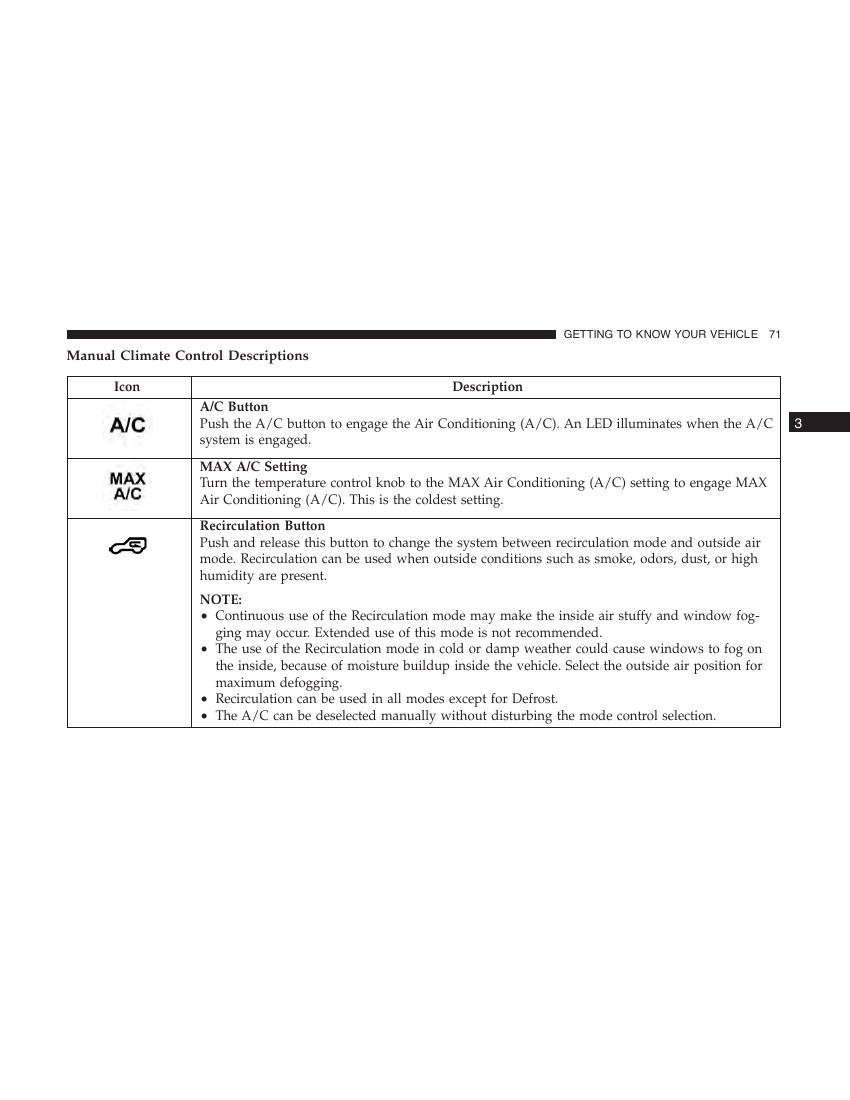 GETTING TO KNOW YOUR VEHICLE 71
Manual Climate Control Descriptions
Icon Description
A/C
A/C Button
Push the A/C button to engage the Air Conditioning (A/C). An LED illuminates when the A/C
system is engaged.
3
MAX
A/C
MAX A/C Setting
Turn the temperature control knob to the MAX Air Conditioning (A/C) setting to engage MAX
Air Conditioning (A/C). This is the coldest setting.
Recirculation Button
Push and release this button to change the system between recirculation mode and outside air
mode. Recirculation can be used when outside conditions such as smoke, odors, dust, or high
humidity are present.
NOTE:
• Continuous use of the Recirculation mode may make the inside air stuffy and window fog-
ging may occur. Extended use of this mode is not recommended.
• The use of the Recirculation mode in cold or damp weather could cause windows to fog on
the inside, because of moisture buildup inside the vehicle. Select the outside air position for
maximum defogging.
• Recirculation can be used in all modes except for Defrost.
• The A/C can be deselected manually without disturbing the mode control selection.